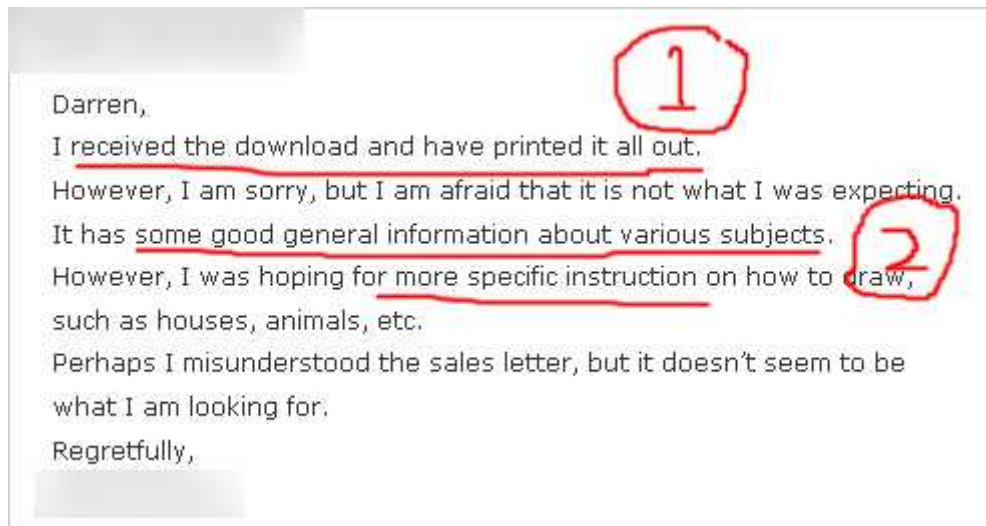 1
Darren,
I received the download and have printed it all out.
However, I am sorry, but I am afraid that it is not what I was expecting.
It has some good general information about various subjects.
2
However, I was hoping for more specific instruction on how to draw,
such as houses, animals, etc.
Perhaps I misunderstood the sales letter, but it doesn't seem to be
what I am looking for.
Regretfully,